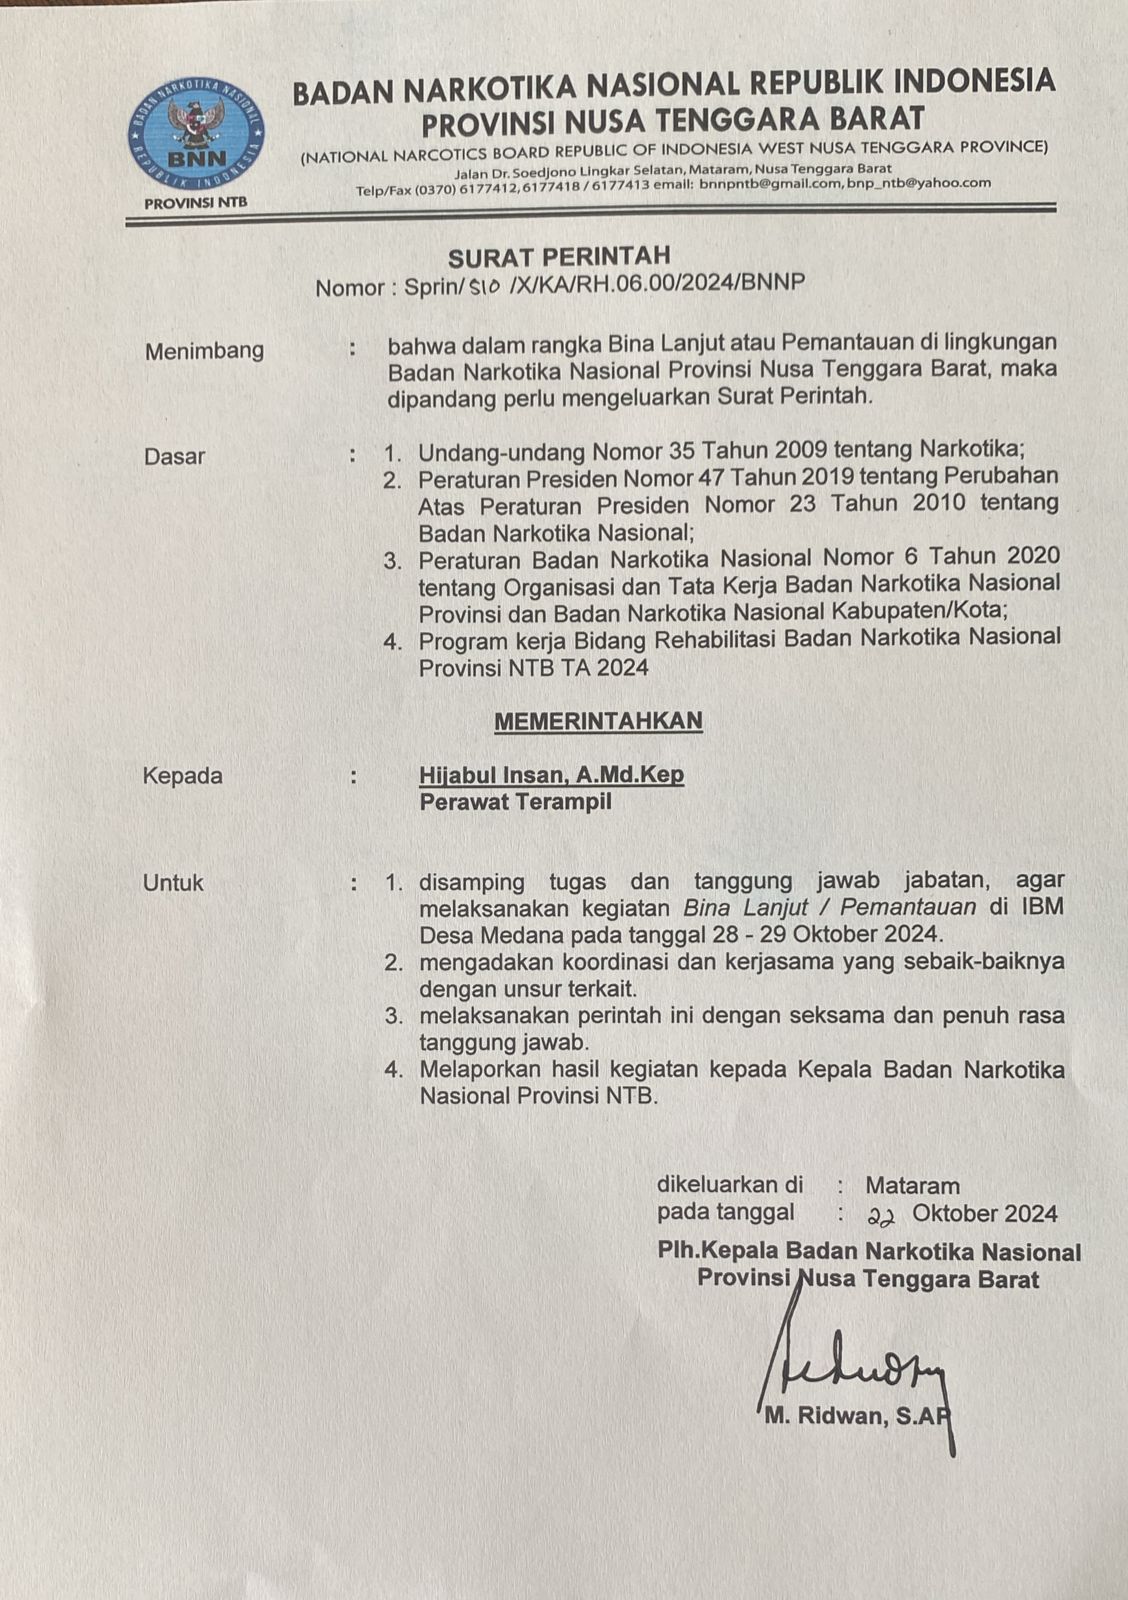 BADAN NARKOTIKA NASIONAL
REPUBLIK INDONESIA
BNN
PROVINSI NTB
BADAN NARKOTIKA NASIONAL REPUBLIK INDONESIA
PROVINSI NUSA TENGGARA BARAT
(NATIONAL NARCOTICS BOARD REPUBLIC OF INDONESIA WEST NUSA TENGGARA PROVINCE)
Jalan Dr. Soedjono Lingkar Selatan, Mataram, Nusa Tenggara Barat
Telp/Fax (0370) 6177412, 6177418 / 6177413 email: bnnpntb@gmail.com, bnp_ntb@yahoo.com
SURAT PERINTAH
Nomor : Sprin/ 510 /X/KA/RH.06.00/2024/BNNP
Menimbang : bahwa dalam rangka Bina Lanjut atau Pemantauan di lingkungan
Badan Narkotika Nasional Provinsi Nusa Tenggara Barat, maka
dipandang perlu mengeluarkan Surat Perintah.
Dasar : 1. Undang-undang Nomor 35 Tahun 2009 tentang Narkotika;
2. Peraturan Presiden Nomor 47 Tahun 2019 tentang Perubahan
Atas Peraturan Presiden Nomor 23 Tahun 2010 tentang
Badan Narkotika Nasional;
3. Peraturan Badan Narkotika Nasional Nomor 6 Tahun 2020
tentang Organisasi dan Tata Kerja Badan Narkotika Nasional
Provinsi dan Badan Narkotika Nasional Kabupaten/Kota;
4. Program kerja Bidang Rehabilitasi Badan Narkotika Nasional
Provinsi NTB TA 2024
MEMERINTAHKAN
Kepada : Hijabul Insan, A.Md.Kep
Perawat Terampil
Untuk : 1. disamping tugas dan tanggung jawab jabatan, agar
melaksanakan kegiatan Bina Lanjut / Pemantauan di IBM
Desa Medana pada tanggal 28 - 29 Oktober 2024.
2. mengadakan koordinasi dan kerjasama yang sebaik-baiknya
dengan unsur terkait.
3. melaksanakan perintah ini dengan seksama dan penuh rasa
tanggung jawab.
4. Melaporkan hasil kegiatan kepada Kepala Badan Narkotika
Nasional Provinsi NTB.
dikeluarkan di : Mataram
pada tanggal : 22 Oktober 2024
Plh.Kepala Badan Narkotika Nasional
Provinsi Nusa Tenggara Barat
M. Ridwan, S.AP